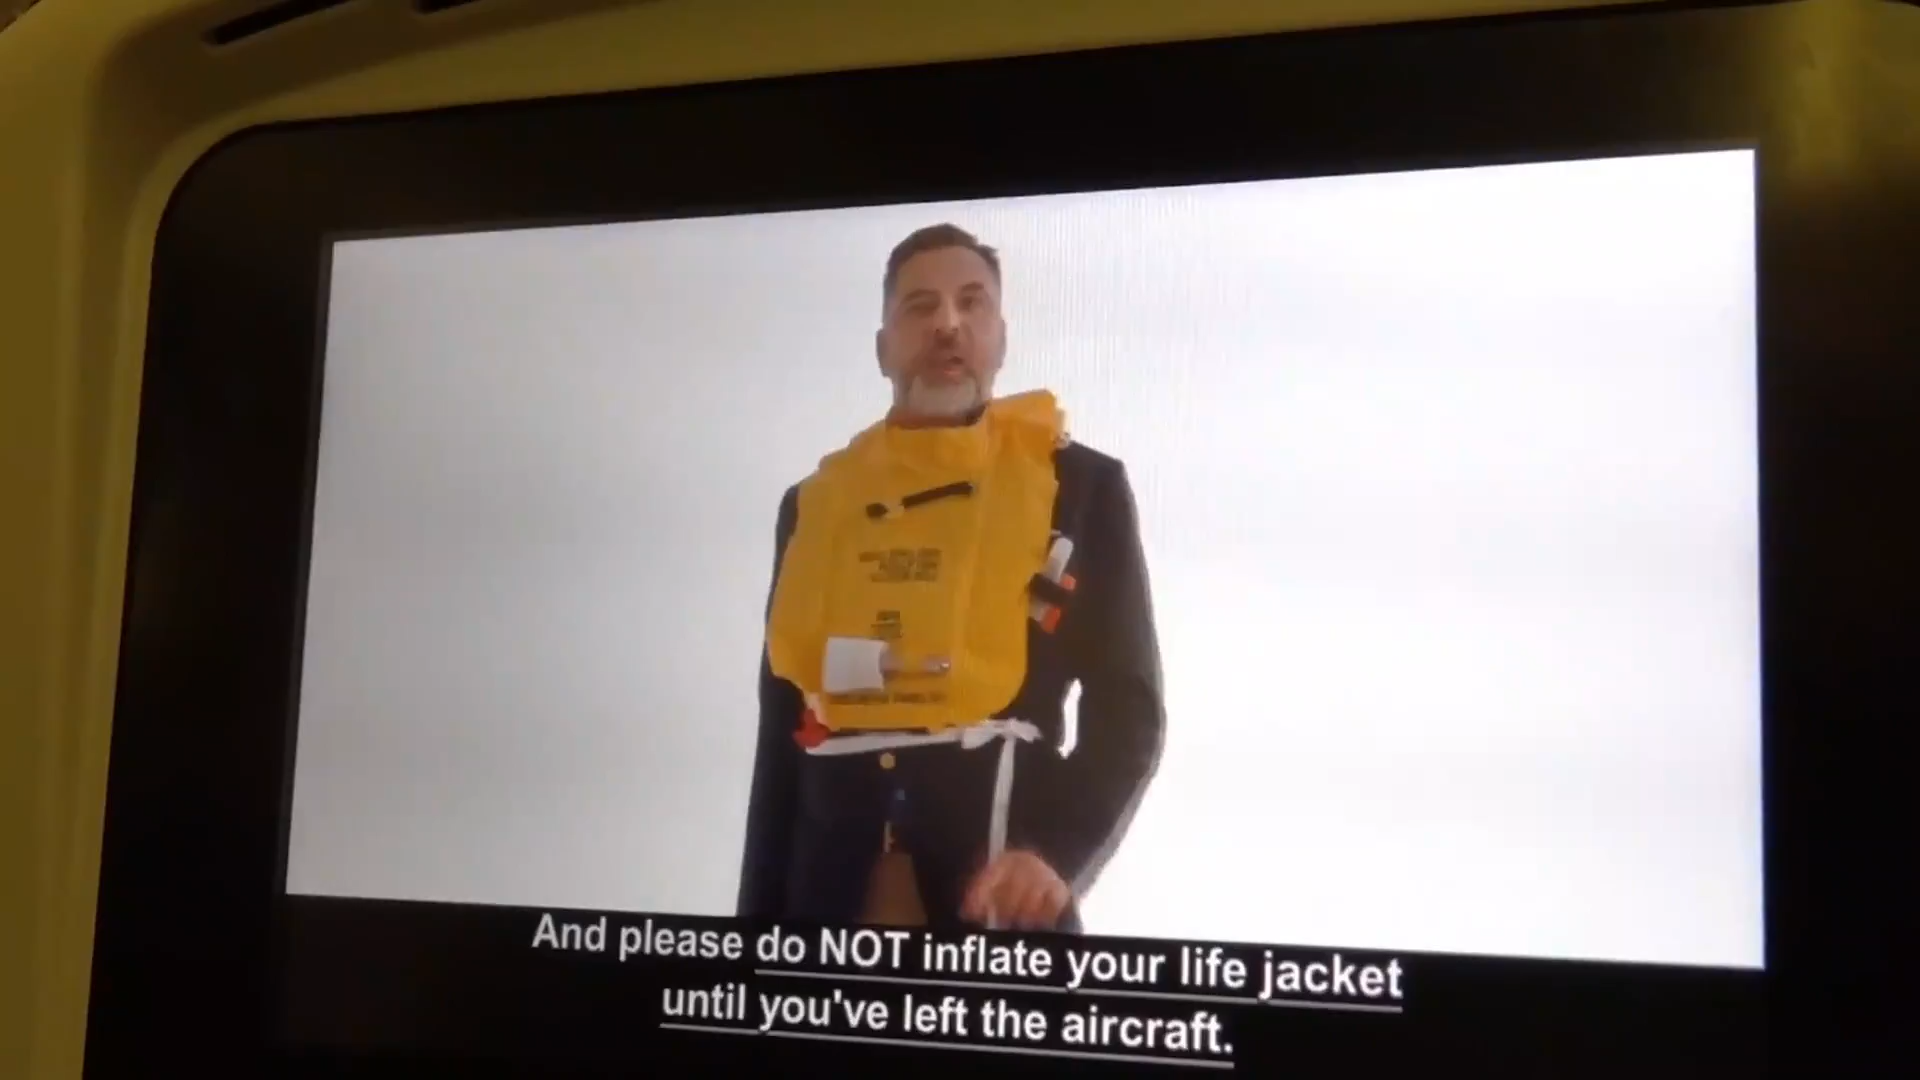 And please do NOT inflate your life jacket
until you've left the aircraft.